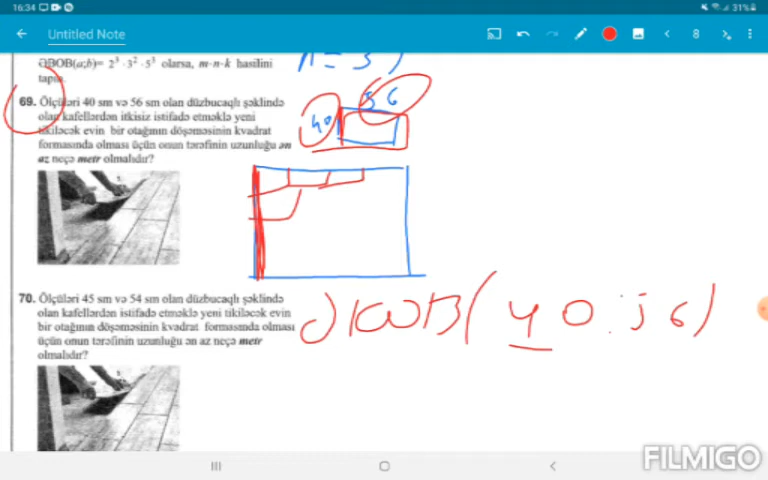 16:34
31%
Untitled Note
8
ƏBOB(a;b)= 2³ · 3² · 5³ olarsa, m·n·k hasilini
tapın.
n = 3
69. Ölçüləri 40 sm və 56 sm olan düzbucaqlı şəklində
olan kafellərdən itkisiz istifadə etməklə yeni
tikiləcək evin bir otağının döşəməsinin kvadrat
formasında olması üçün onun tərəfinin uzunluğu ən
az neçə metr olmalıdır?
56
40
70. Ölçüləri 45 sm və 54 sm olan düzbucaqlı şəklində
olan kafellərdən istifadə etməklə yeni tikiləcək evin
bir otağının döşəməsinin kvadrat formasında olması
üçün onun tərəfinin uzunluğu ən az neçə metr
olmalıdır?
ƏKOB(40;56)
FILMIGO